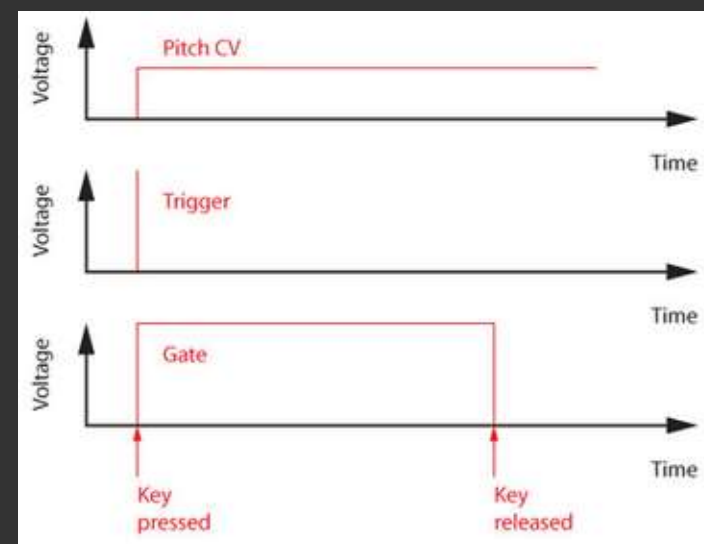 Voltage
Pitch CV
Time
Voltage
Trigger
Time
Voltage
Gate
Time
Key
pressed
Key
released